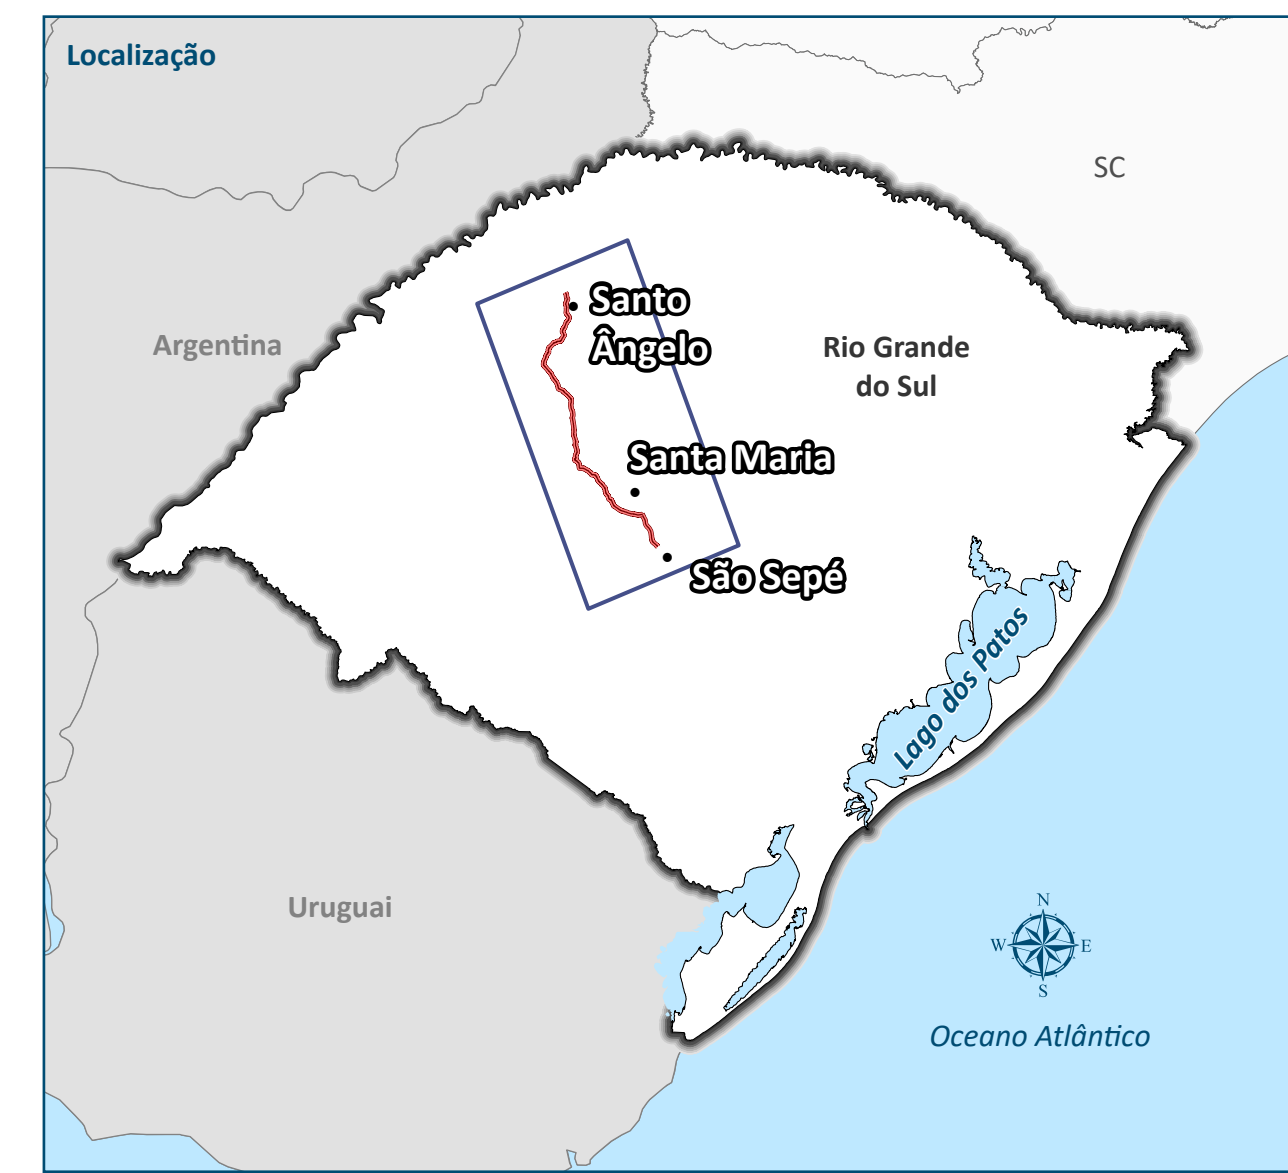 Localização
SC
Santo
Ângelo
Argentina
Rio Grande
do Sul
Santa Maria
São Sepé
Lago dos Patos
Uruguai
N
W
E
S
Oceano Atlântico